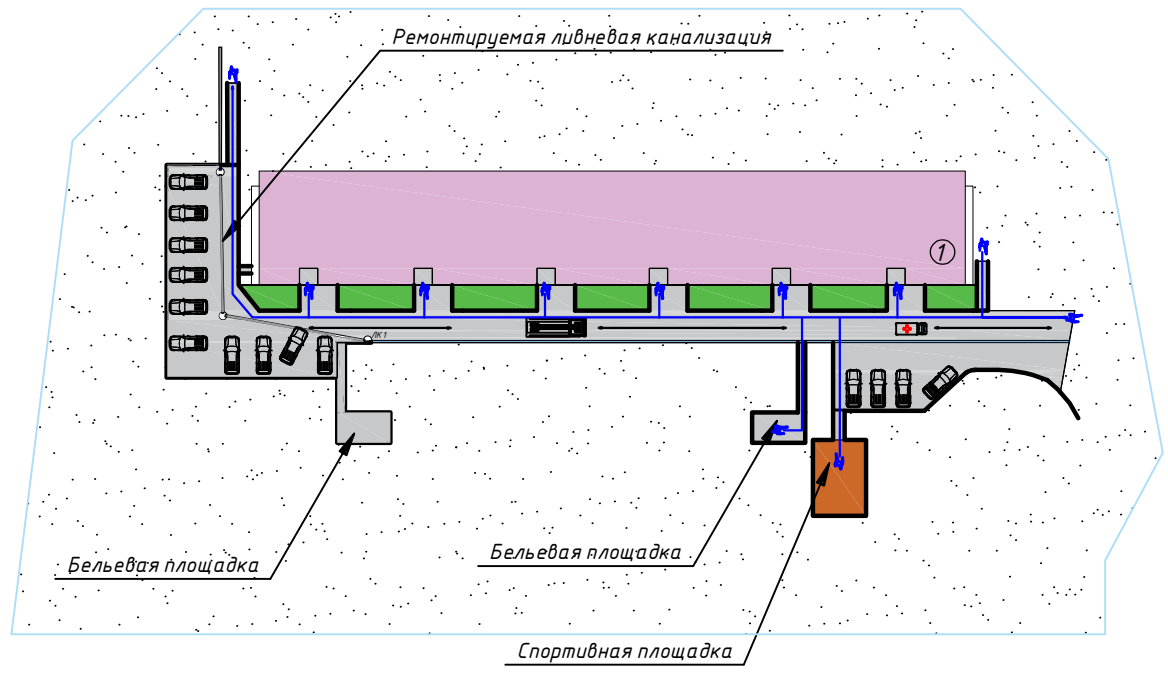 Ремонтируемая ливневая канализация
1
ЛК1
Бельевая площадка
Бельевая площадка
Спортивная площадка